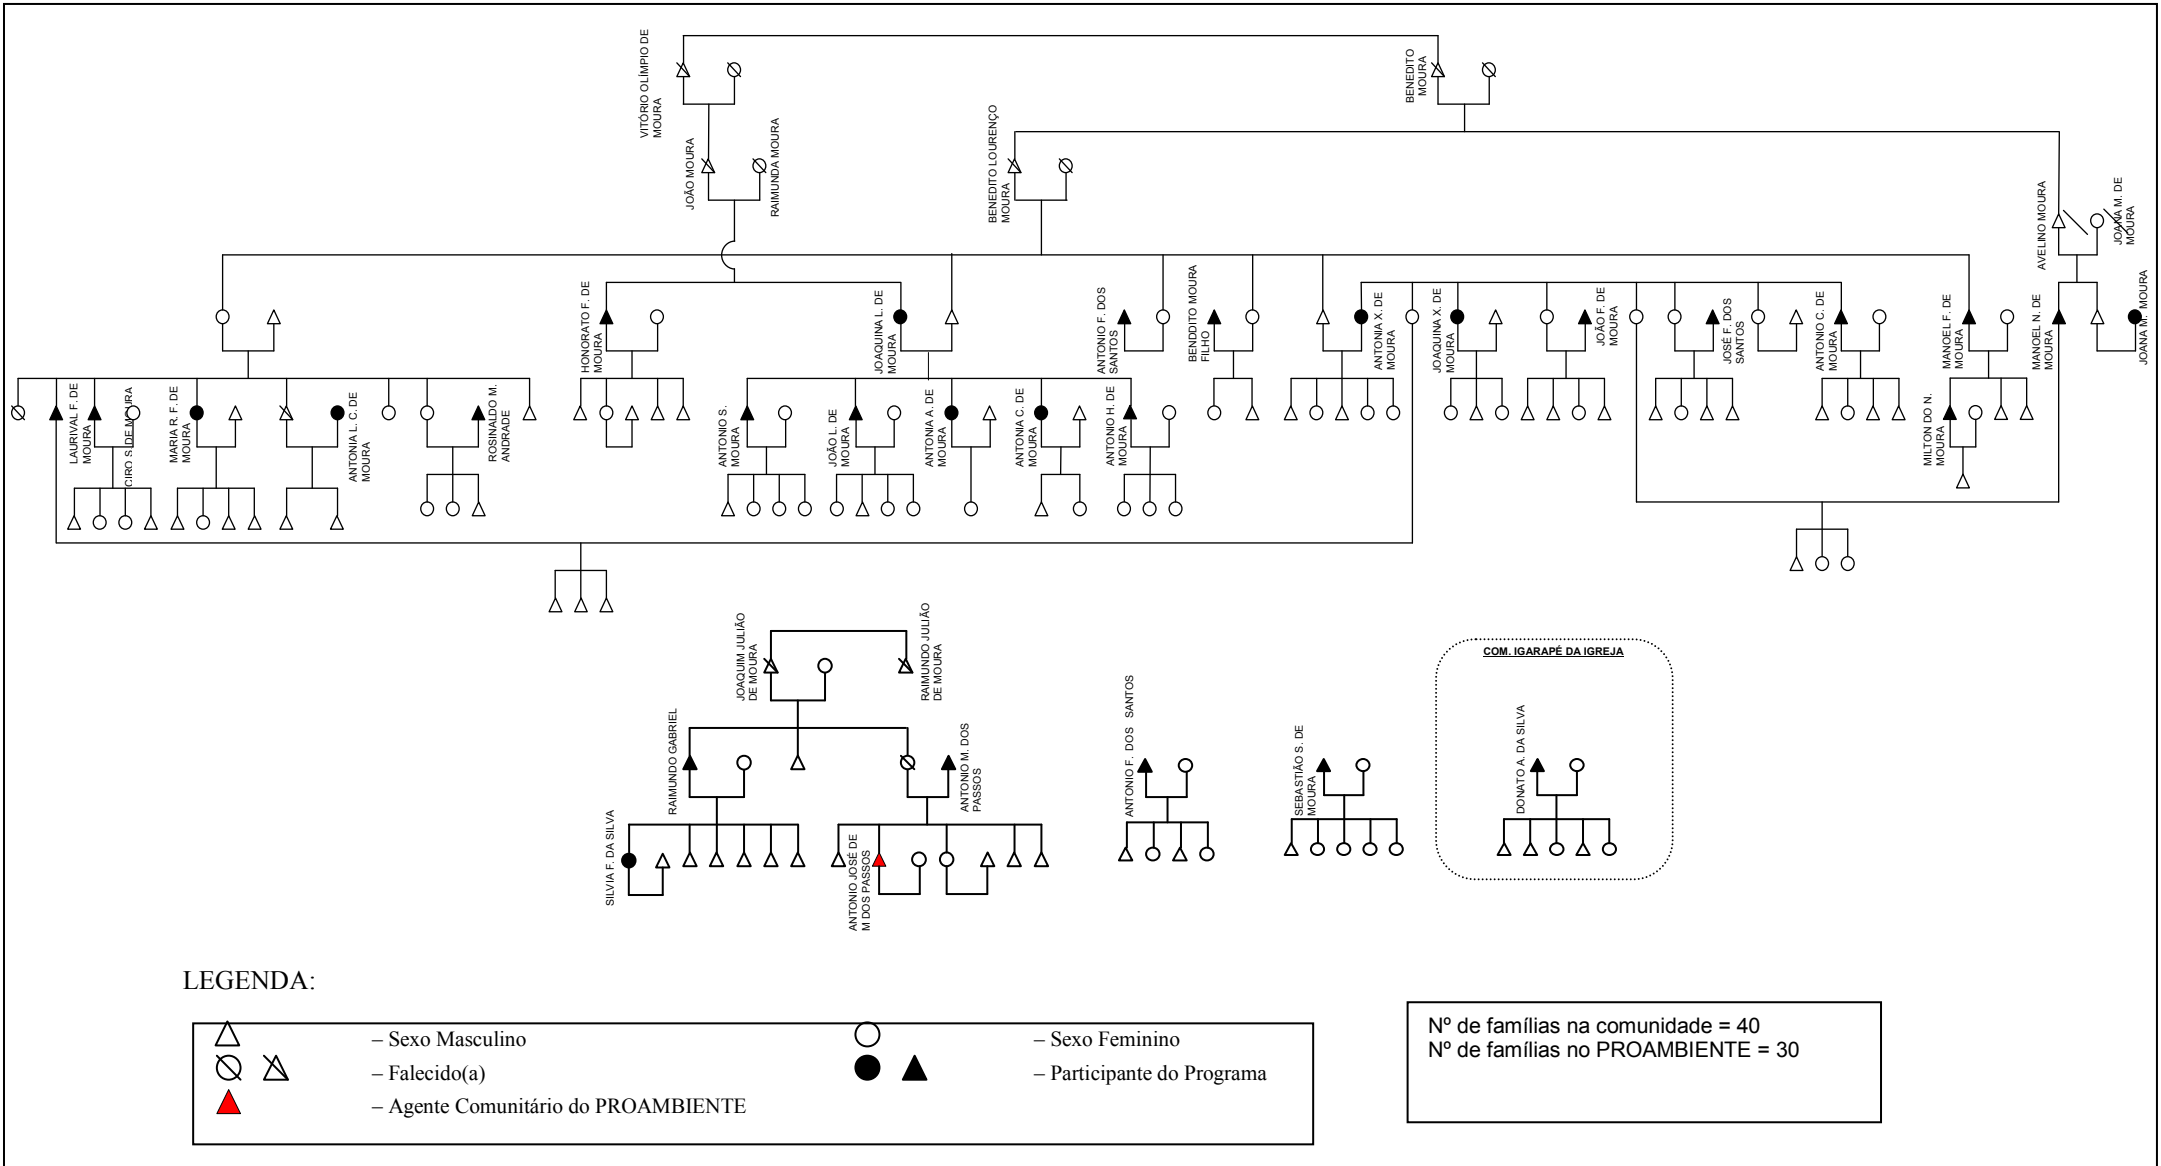 VITÓRIO OLÍMPIO DE
MOURA
BENEDITO
MOURA
JOÃO MOURA
RAIMUNDA MOURA
BENEDITO LOURENÇO
MOURA
AVELINO MOURA
JOANA M. DE
MOURA
HONORATO F. DE
MOURA
JOAQUINA L. DE
MOURA
ANTONIO F. DOS
SANTOS
BENDDITO MOURA
FILHO
ANTONIA X. DE
MOURA
JOAQUINA X. DE
MOURA
JOÃO F. DE
MOURA
JOSÉ F. DOS
SANTOS
ANTONIO C. DE
MOURA
MANOEL F. DE
MOURA
MANOEL N. DE
MOURA
JOANA M. MOURA
LAURIVAL F. DE
MOURA
CIRO S. DE MOURA
MARIA R. F. DE
MOURA
ANTONIA L. C. DE
MOURA
ROSINALDO M.
ANDRADE
ANTONIO S.
MOURA
JOÃO L. DE
MOURA
ANTONIA A. DE
MOURA
ANTONIA C. DE
MOURA
ANTONIO H. DE
MOURA
MILTON DO N.
MOURA
JOAQUIM JULIÃO
DE MOURA
RAIMUNDO JULIÃO
DE MOURA
RAIMUNDO GABRIEL
ANTONIO M. DOS
PASSOS
SILVIA F. DA SILVA
ANTONIO JOSÉ DE
M DOS PASSOS
ANTONIO F. DOS SANTOS
SEBASTIÃO S. DE
MOURA
COM. IGARAPÉ DA IGREJA
DONATO A. DA SILVA
LEGENDA:
– Sexo Masculino
– Sexo Feminino
– Falecido(a)
– Participante do Programa
– Agente Comunitário do PROAMBIENTE
Nº de famílias na comunidade = 40
Nº de famílias no PROAMBIENTE = 30